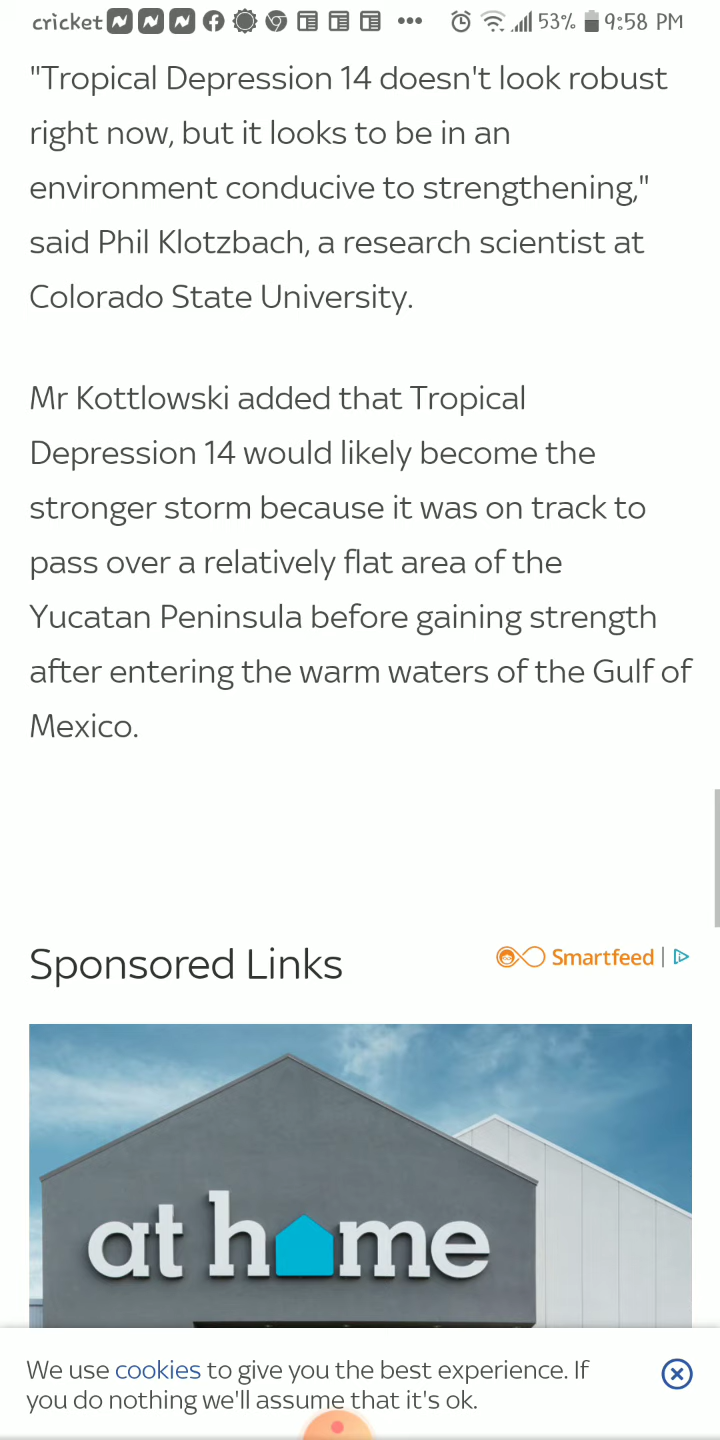 cricket 53% 9:58 PM
"Tropical Depression 14 doesn't look robust
right now, but it looks to be in an
environment conducive to strengthening,"
said Phil Klotzbach, a research scientist at
Colorado State University.
Mr Kottlowski added that Tropical
Depression 14 would likely become the
stronger storm because it was on track to
pass over a relatively flat area of the
Yucatan Peninsula before gaining strength
after entering the warm waters of the Gulf of
Mexico.
Sponsored Links
Smartfeed
at home
We use cookies to give you the best experience. If
you do nothing we'll assume that it's ok.